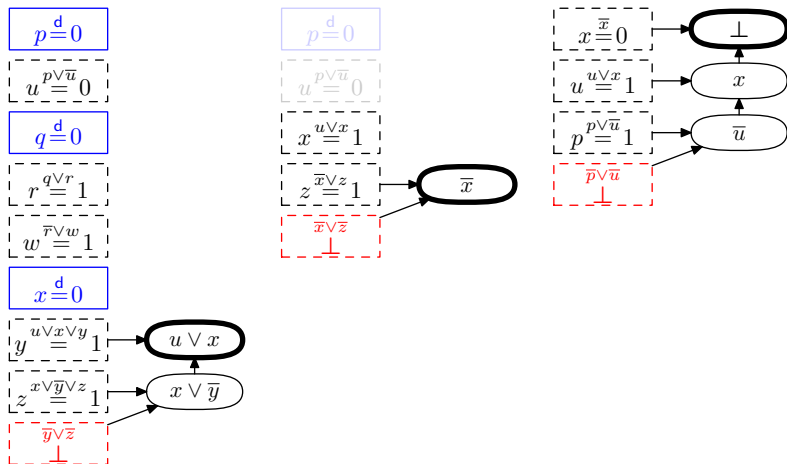 p =ᵈ 0
u =^{p∨u̅} 0
q =ᵈ 0
r =^{q∨r} 1
w =^{r̅∨w} 1
x =ᵈ 0
y =^{u∨x∨y} 1
u ∨ x
z =^{x∨y̅∨z} 1
x ∨ y̅
y̅∨z̅
⊥
p =ᵈ 0
u =^{p∨u̅} 0
x =^{u∨x} 1
z =^{x̅∨z} 1
x̅
x̅∨z̅
⊥
x =^{x̅} 0
⊥
u =^{u∨x} 1
x
p =^{p∨u̅} 1
u̅
p̅∨u̅
⊥